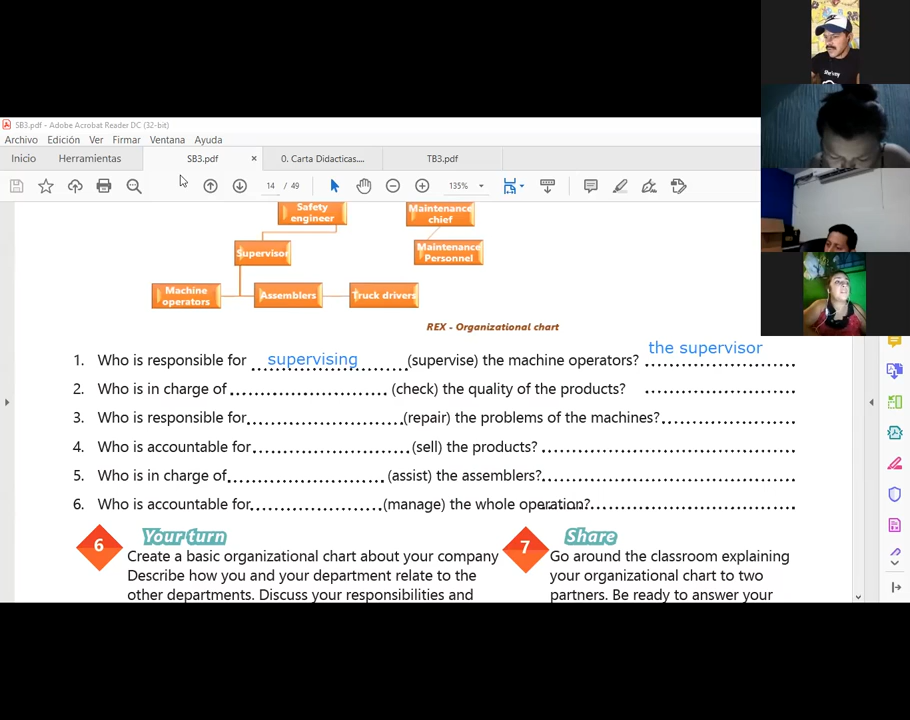 SB3.pdf - Adobe Acrobat Reader DC (32-bit)
Archivo Edición Ver Firmar Ventana Ayuda
Inicio Herramientas SB3.pdf × 0. Carta Didacticas.... TB3.pdf
14 / 49 135%
Safety engineer
Maintenance chief
Supervisor
Maintenance Personnel
Machine operators
Assemblers
Truck drivers
REX - Organizational chart
1. Who is responsible for supervising (supervise) the machine operators? the supervisor
2. Who is in charge of ........................... (check) the quality of the products? ..........................
3. Who is responsible for...........................(repair) the problems of the machines?.......................
4. Who is accountable for........................... (sell) the products? ...........................................
5. Who is in charge of........................... (assist) the assemblers?...........................................
6. Who is accountable for.......................(manage) the whole operation?...................................
6 Your turn
Create a basic organizational chart about your company
Describe how you and your department relate to the
other departments. Discuss your responsibilities and
7 Share
Go around the classroom explaining
your organizational chart to two
partners. Be ready to answer your